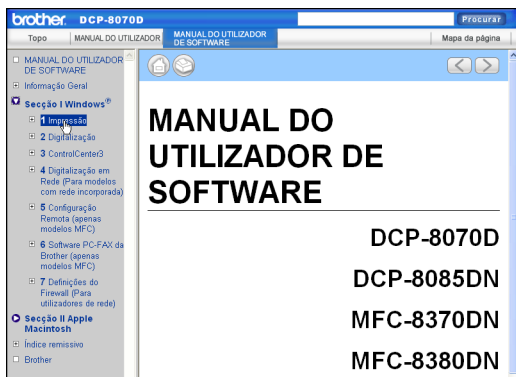 brother. DCP-8070D
Procurar
Topo
MANUAL DO UTILIZADOR
MANUAL DO UTILIZADOR
DE SOFTWARE
Mapa da página
MANUAL DO UTILIZADOR
DE SOFTWARE
Informação Geral
Secção I Windows®
1 Impressão
2 Digitalização
3 ControlCenter3
4 Digitalização em
Rede (Para modelos
com rede incorporada)
5 Configuração
Remota (apenas
modelos MFC)
6 Software PC-FAX da
Brother (apenas
modelos MFC)
7 Definições do
Firewall (Para
utilizadores de rede)
Secção II Apple
Macintosh
Índice remissivo
Brother
MANUAL DO
UTILIZADOR DE
SOFTWARE
DCP-8070D
DCP-8085DN
MFC-8370DN
MFC-8380DN